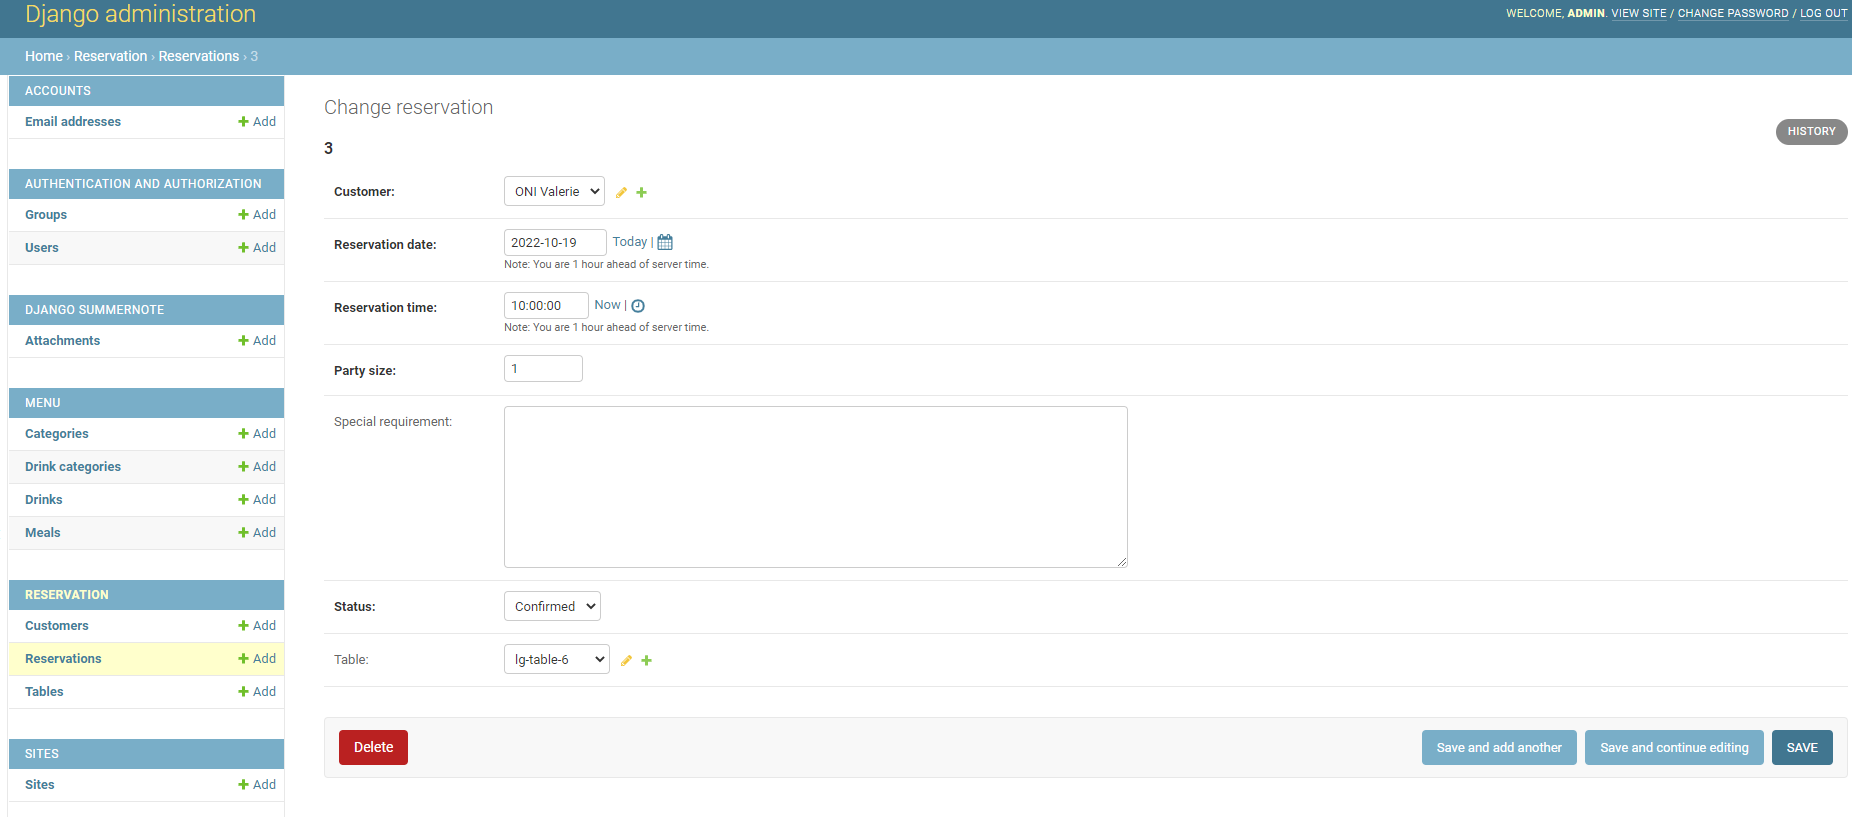 Django administration
WELCOME, ADMIN. VIEW SITE / CHANGE PASSWORD / LOG OUT
Home › Reservation › Reservations › 3
ACCOUNTS
Email addresses Add
AUTHENTICATION AND AUTHORIZATION
Groups Add
Users Add
DJANGO SUMMERNOTE
Attachments Add
MENU
Categories Add
Drink categories Add
Drinks Add
Meals Add
RESERVATION
Customers Add
Reservations Add
Tables Add
SITES
Sites Add
Change reservation
HISTORY
3
Customer: ONI Valerie
Reservation date: 2022-10-19 Today |
Note: You are 1 hour ahead of server time.
Reservation time: 10:00:00 Now |
Note: You are 1 hour ahead of server time.
Party size: 1
Special requirement:
Status: Confirmed
Table: lg-table-6
Delete Save and add another Save and continue editing SAVE